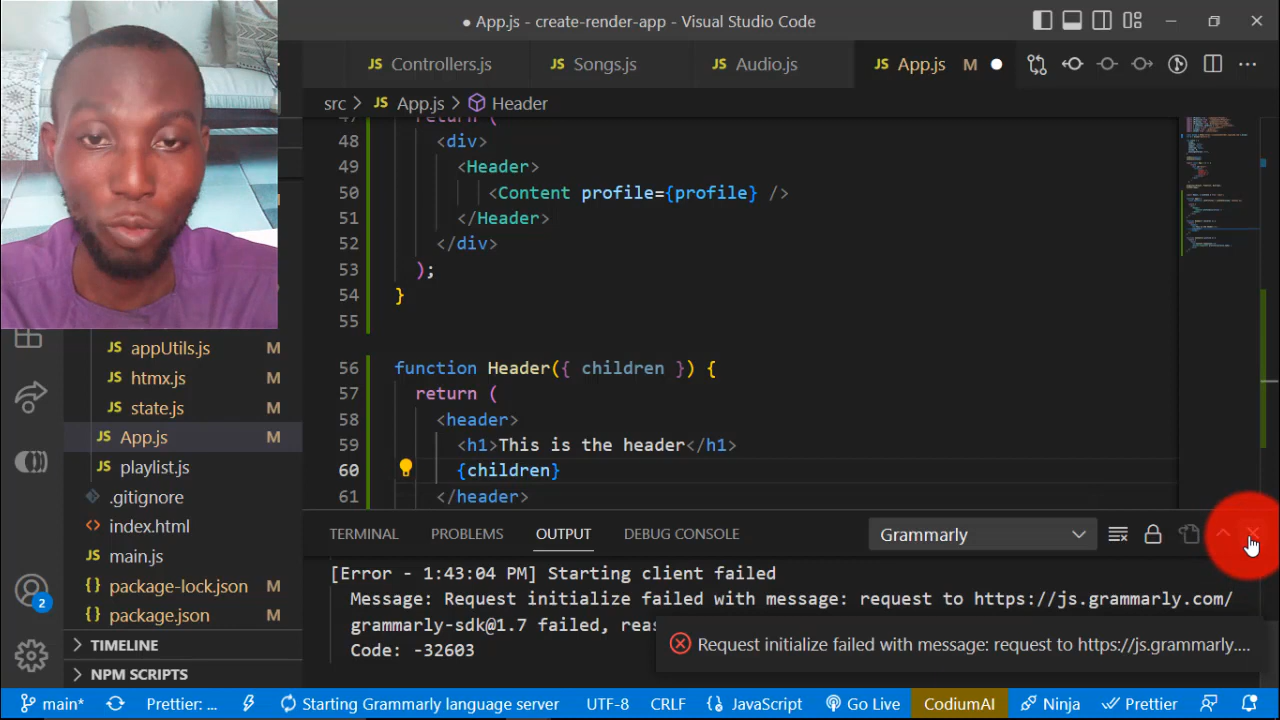 ● App.js - create-render-app - Visual Studio Code
JS Controllers.js JS Songs.js JS Audio.js JS App.js M ●
src > JS App.js > Header
47 return (
48 <div>
49 <Header>
50 <Content profile={profile} />
51 </Header>
52 </div>
53 );
54 }
55
56 function Header({ children }) {
57 return (
58 <header>
59 <h1>This is the header</h1>
60 {children}
61 </header>
JS appUtils.js M
JS htmx.js M
JS state.js M
JS App.js M
JS playlist.js
.gitignore
<> index.html
JS main.js
{} package-lock.json M
{} package.json M
> TIMELINE
> NPM SCRIPTS
2
TERMINAL PROBLEMS OUTPUT DEBUG CONSOLE Grammarly
[Error - 1:43:04 PM] Starting client failed
Message: Request initialize failed with message: request to https://js.grammarly.com/
grammarly-sdk@1.7 failed, reas
Code: -32603
Request initialize failed with message: request to https://js.grammarly....
main* Prettier: ... Starting Grammarly language server UTF-8 CRLF {} JavaScript Go Live CodiumAI Ninja Prettier